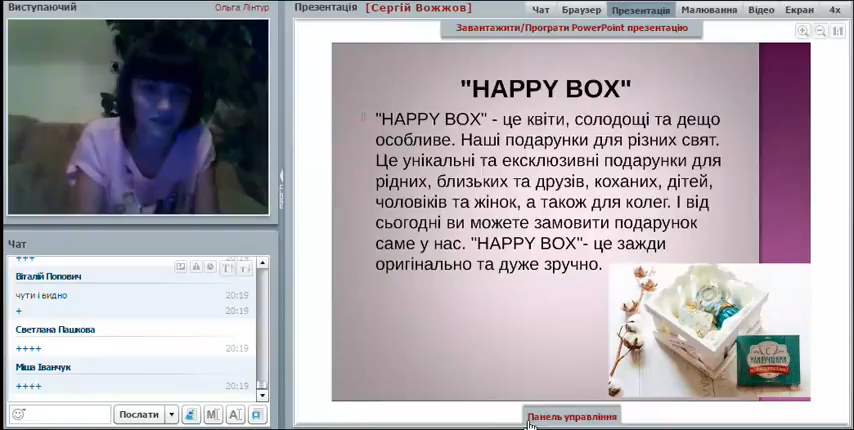 Виступаючий
Ольга Лінтур
Презентація [Сергій Вожжов]
Чат Браузер Презентація Малювання Відео Екран 4x
Завантажити/Програти PowerPoint презентацію
1:1
"HAPPY BOX"
"HAPPY BOX" - це квіти, солодощі та дещо
особливе. Наші подарунки для різних свят.
Це унікальні та ексклюзивні подарунки для
рідних, близьких та друзів, коханих, дітей,
чоловіків та жінок, а також для колег. І від
сьогодні ви можете замовити подарунок
саме у нас. "HAPPY BOX"- це зажди
оригінально та дуже зручно.
Чат
+++ 20:19
Віталій Попович
чути і видно 20:19
+ 20:19
Светлана Пашкова
++++ 20:19
Міша Іванчук
++++ 20:19
Послати
Панель управління